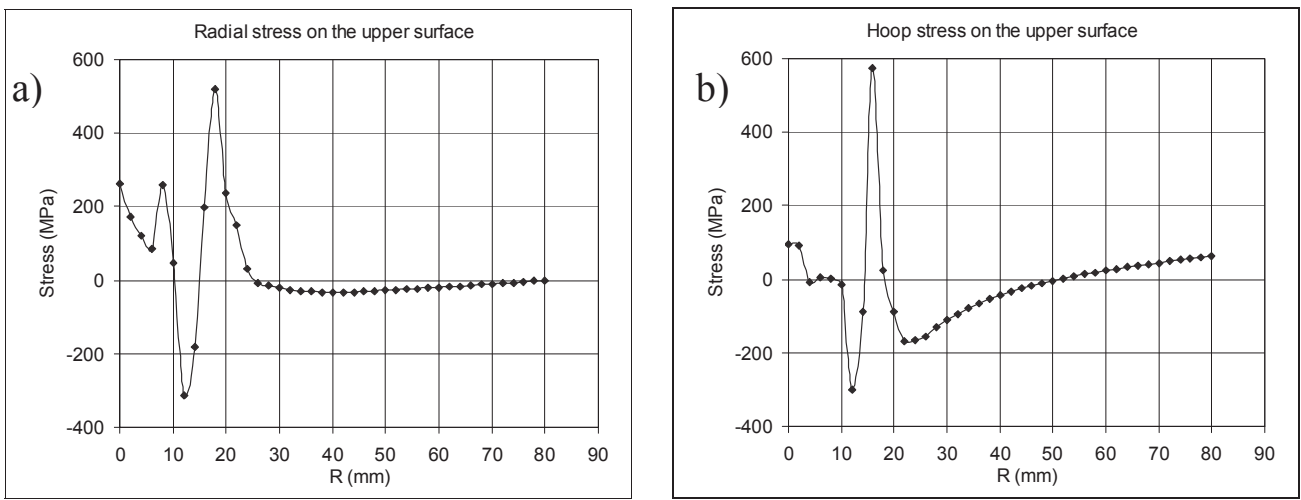 a)
Radial stress on the upper surface
600
400
200
0
-200
-400
Stress (MPa)
0 10 20 30 40 50 60 70 80 90
R (mm)
b)
Hoop stress on the upper surface
600
400
200
0
-200
-400
Stress (MPa)
0 10 20 30 40 50 60 70 80 90
R (mm)